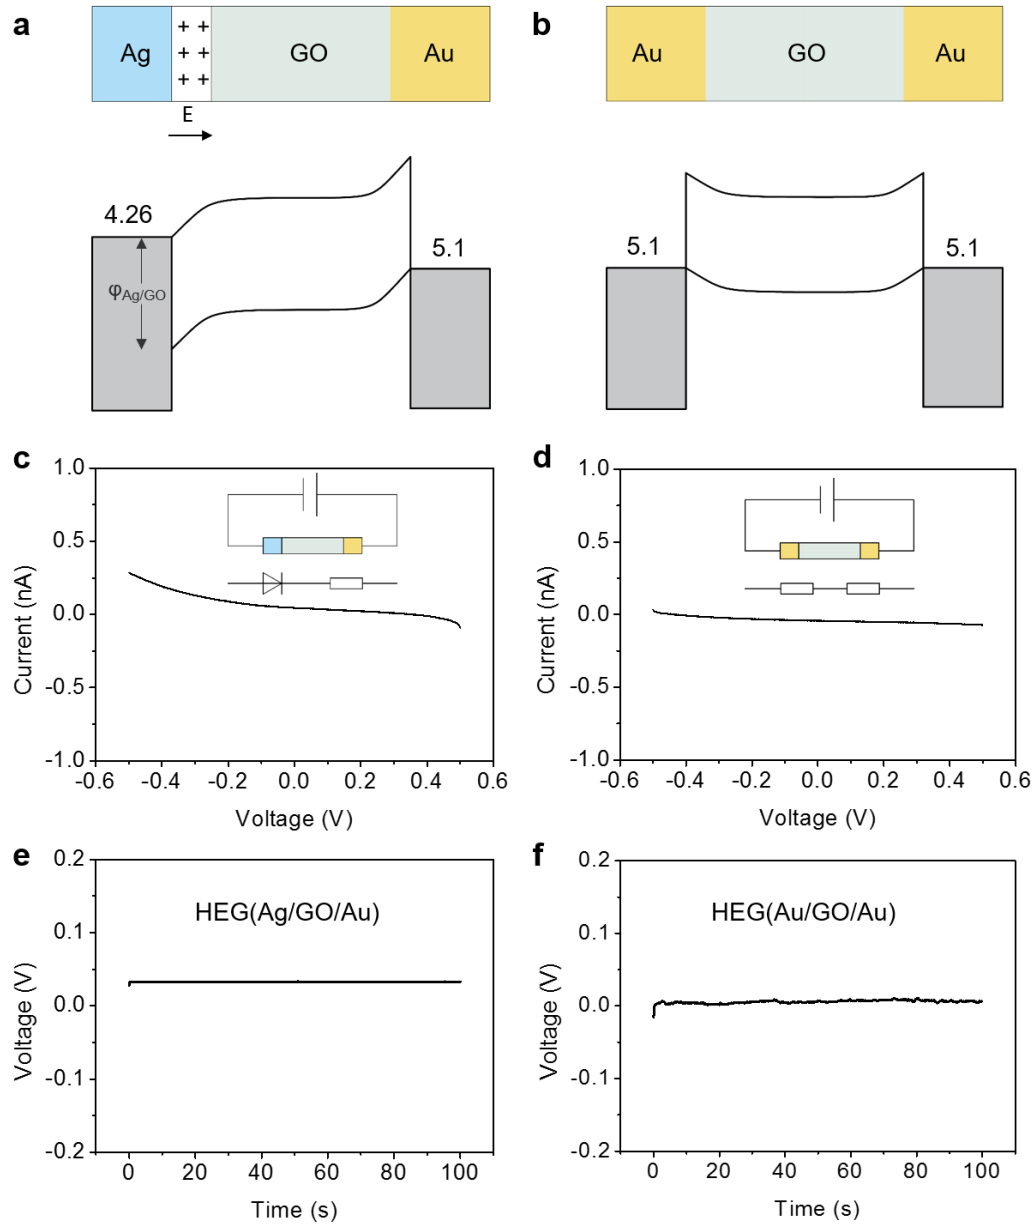 a
Ag
+ +
+ +
+ +
GO
Au
E
4.26
φAg/GO
5.1
b
Au
GO
Au
5.1
5.1
c
1.0
0.5
0.0
-0.5
-1.0
Current (nA)
-0.6 -0.4 -0.2 0.0 0.2 0.4 0.6
Voltage (V)
d
1.0
0.5
0.0
-0.5
-1.0
Current (nA)
-0.6 -0.4 -0.2 0.0 0.2 0.4 0.6
Voltage (V)
e
0.2
0.1
0.0
-0.1
-0.2
Voltage (V)
HEG(Ag/GO/Au)
0 20 40 60 80 100
Time (s)
f
0.2
0.1
0.0
-0.1
-0.2
Voltage (V)
HEG(Au/GO/Au)
0 20 40 60 80 100
Time (s)